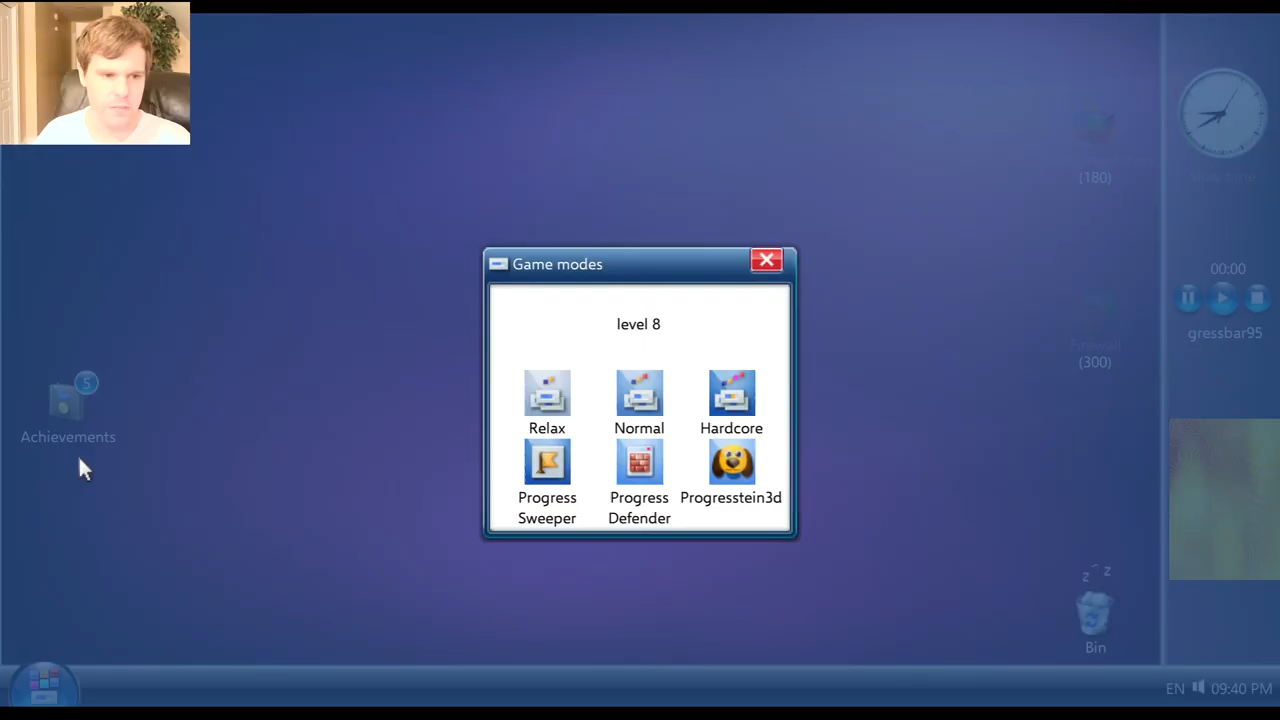 (180)
Game modes
00:00
level 8
gressbar95
(300)
5
Achievements
Relax
Normal
Hardcore
Progress
Sweeper
Progress
Defender
Progresstein3d
z z
Bin
EN
09:40 PM